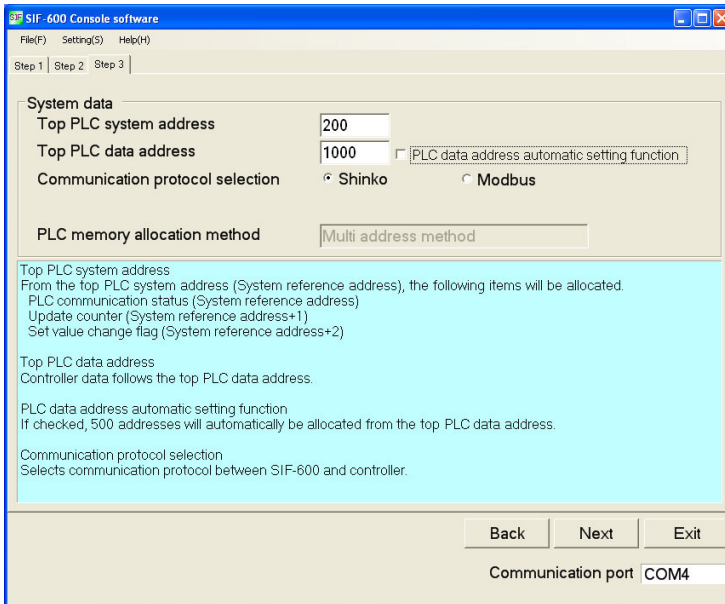 SIF SIF-600 Console software
File(F) Setting(S) Help(H)
Step 1 Step 2 Step 3
System data
Top PLC system address 200
Top PLC data address 1000 PLC data address automatic setting function
Communication protocol selection Shinko Modbus
PLC memory allocation method Multi address method
Top PLC system address
From the top PLC system address (System reference address), the following items will be allocated.
PLC communication status (System reference address)
Update counter (System reference address+1)
Set value change flag (System reference address+2)
Top PLC data address
Controller data follows the top PLC data address.
PLC data address automatic setting function
If checked, 500 addresses will automatically be allocated from the top PLC data address.
Communication protocol selection
Selects communication protocol between SIF-600 and controller.
Back Next Exit
Communication port COM4